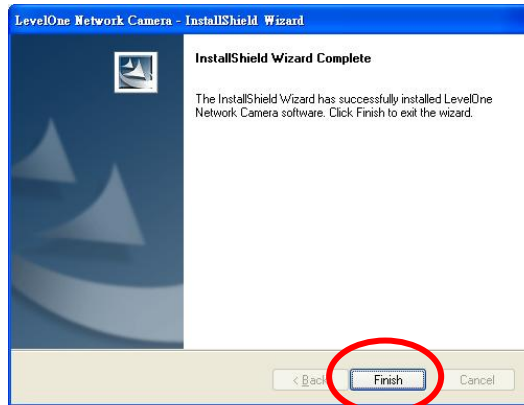 LevelOne Network Camera - InstallShield Wizard
InstallShield Wizard Complete
The InstallShield Wizard has successfully installed LevelOne
Network Camera software. Click Finish to exit the wizard.
< Back Finish Cancel